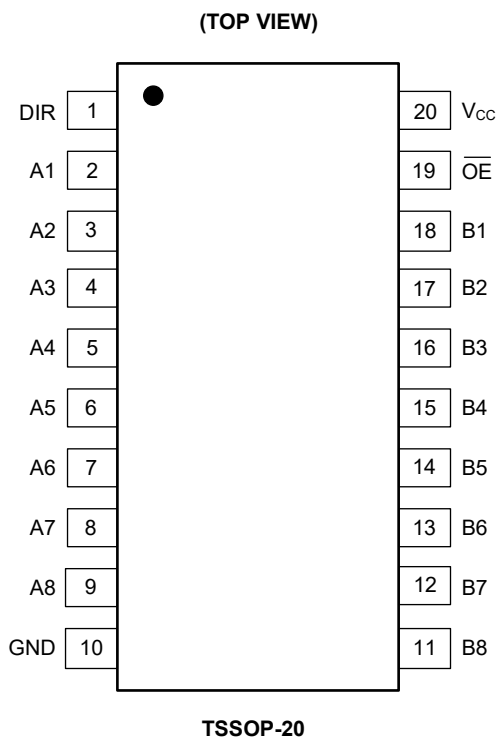 (TOP VIEW)
DIR 1 20 VCC
A1 2 19 O̅E̅
A2 3 18 B1
A3 4 17 B2
A4 5 16 B3
A5 6 15 B4
A6 7 14 B5
A7 8 13 B6
A8 9 12 B7
GND 10 11 B8
TSSOP-20